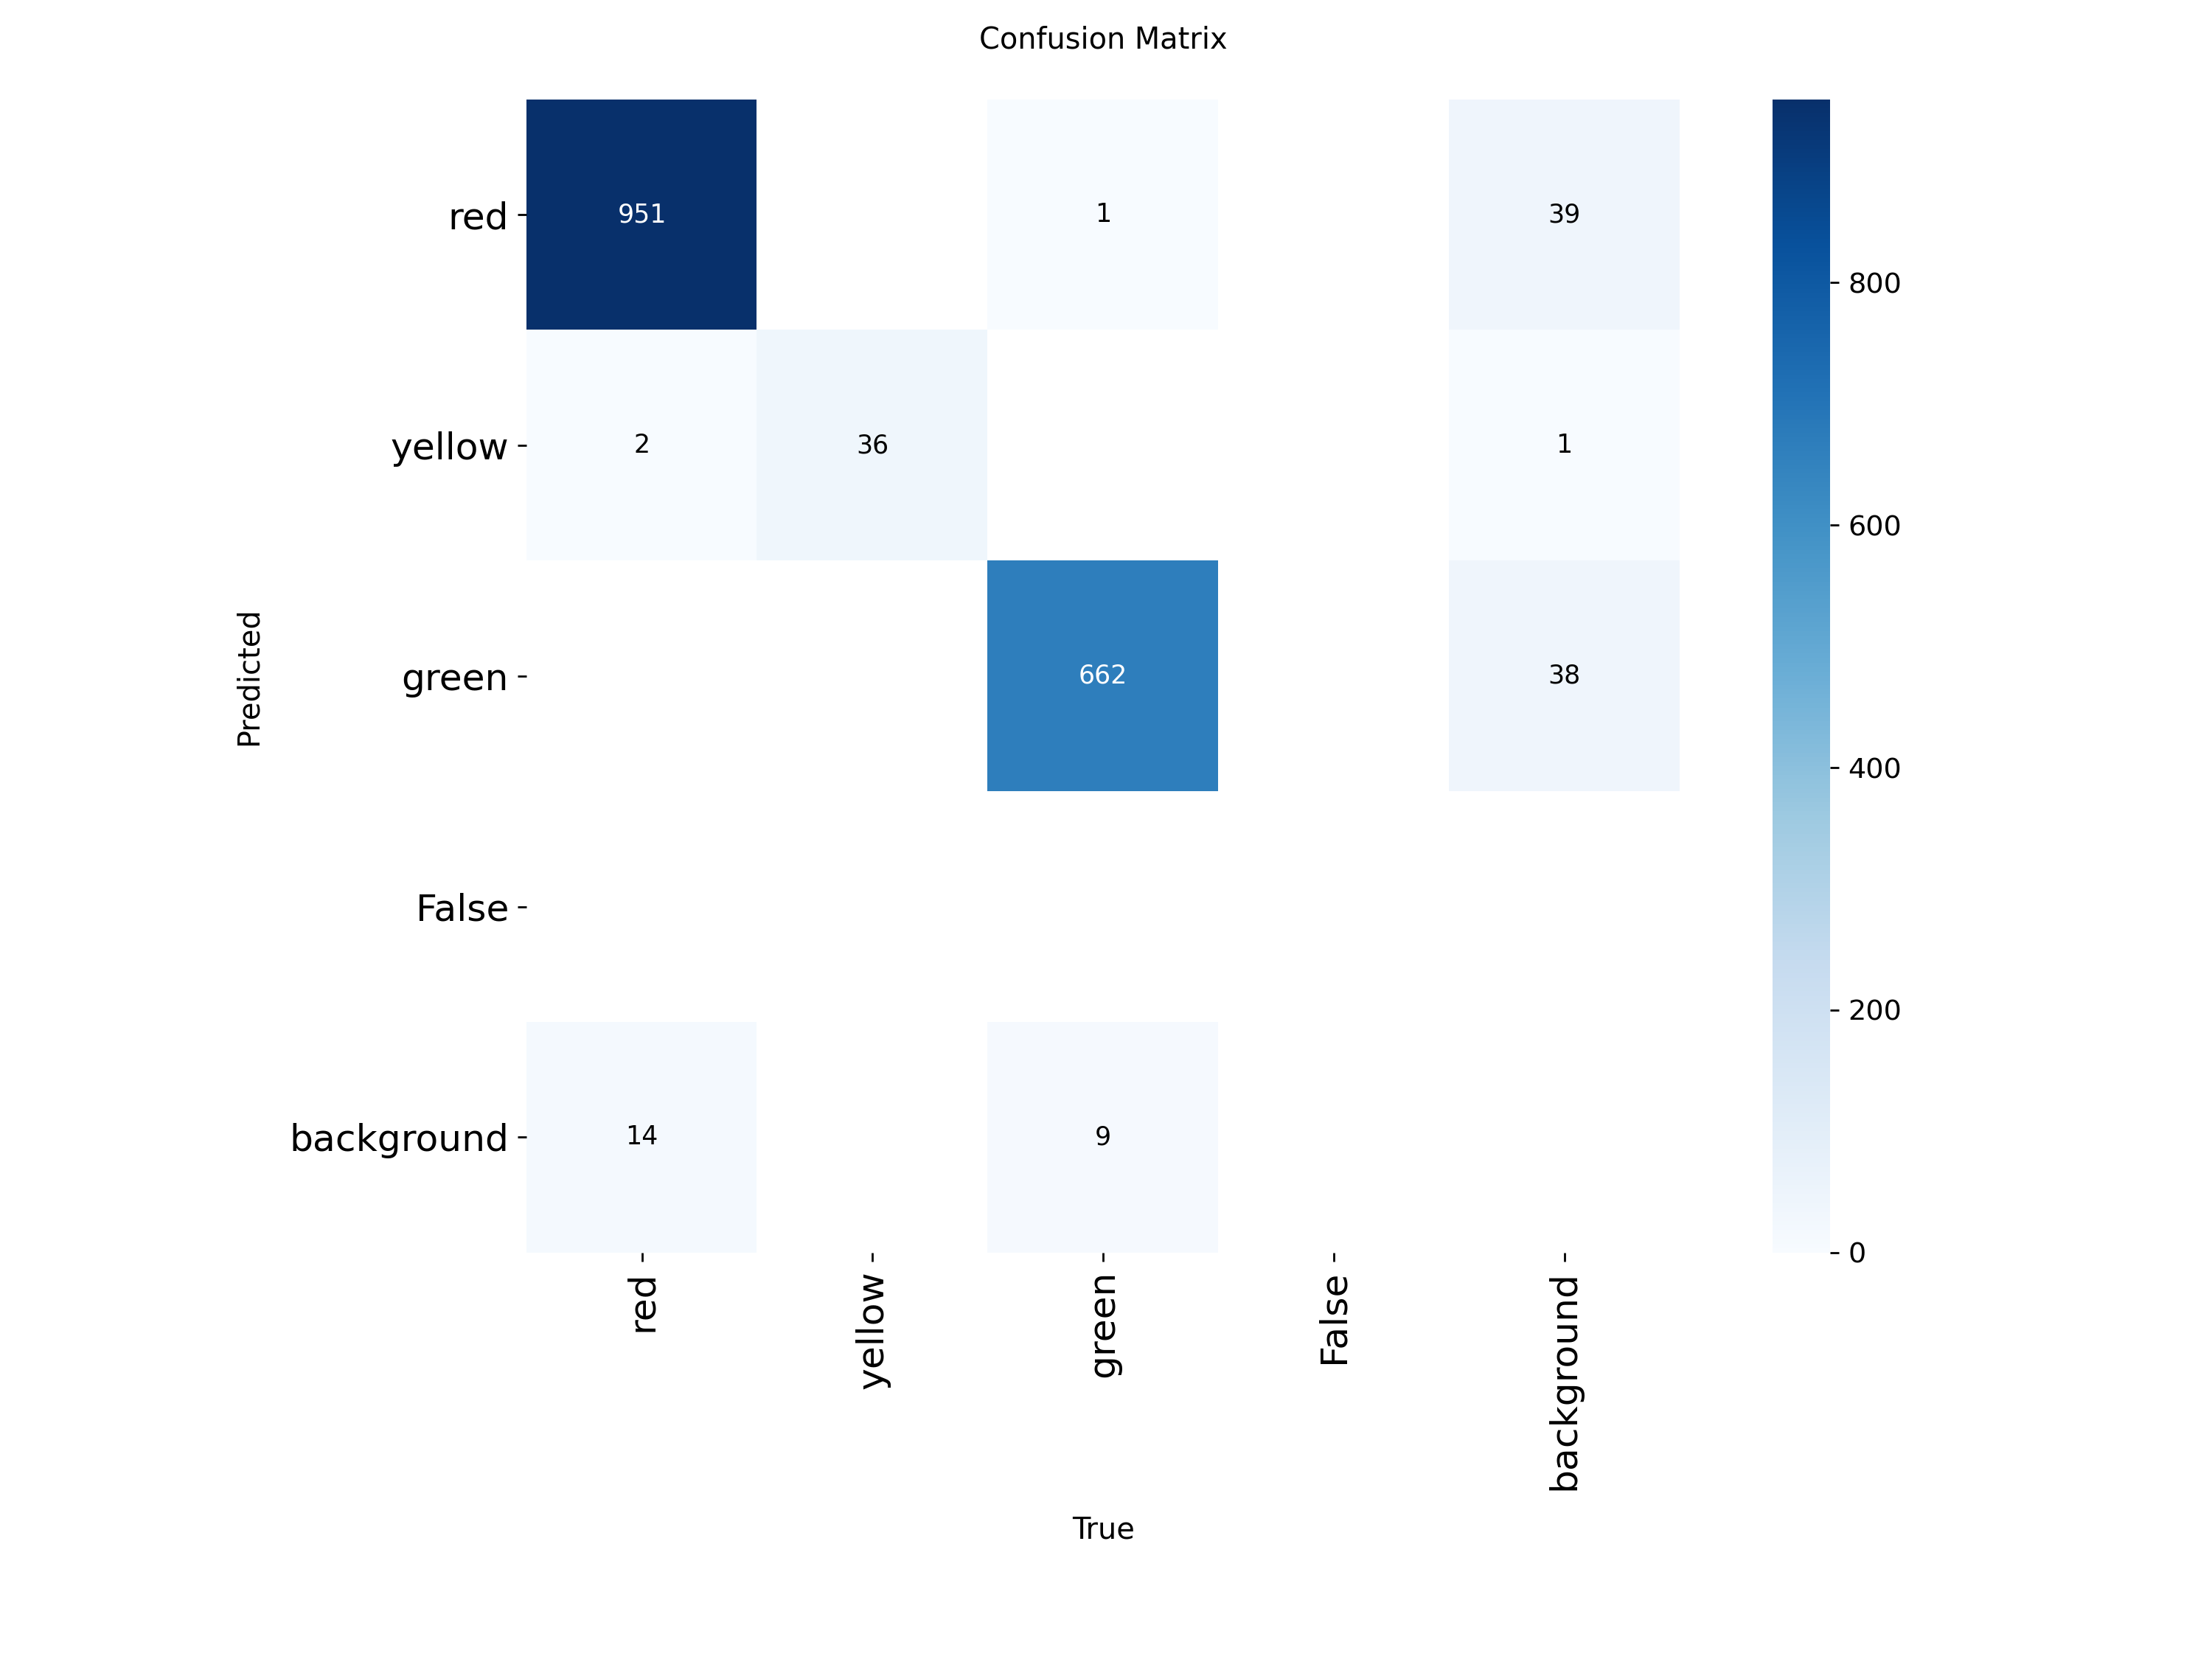 Confusion Matrix
red
951
1
39
800
yellow
2
36
1
600
Predicted
green
662
38
400
False
200
background
14
9
0
red
yellow
green
False
background
True